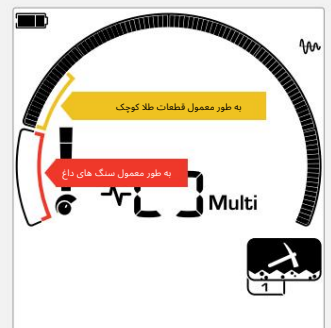 به طور معمول قطعات طلا کوچک
به طور معمول سنگ های داغ
Multi
1